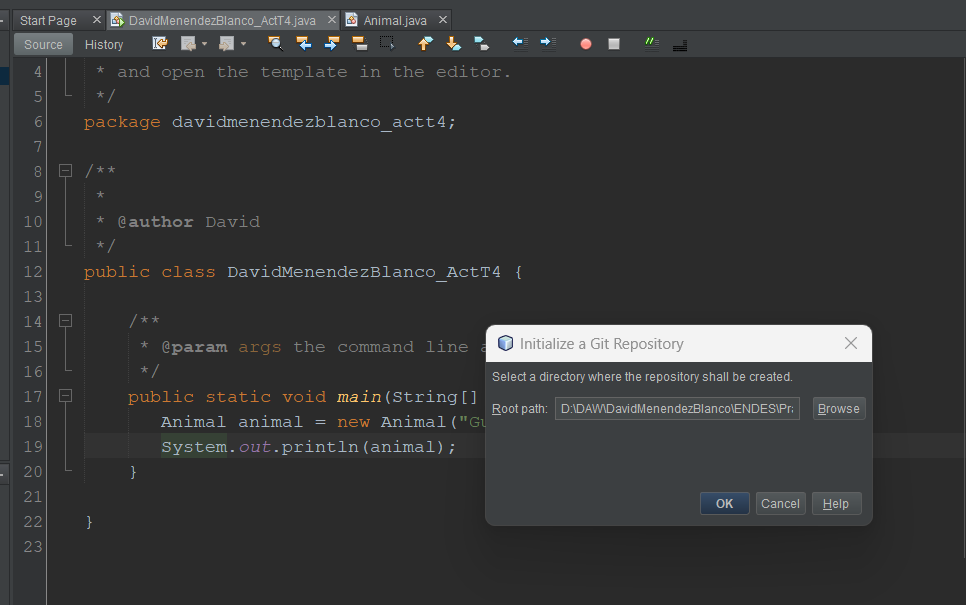 Start Page
DavidMenendezBlanco_ActT4.java
Animal.java
Source
History
4 * and open the template in the editor.
5 */
6 package davidmenendezblanco_actt4;
7
8 /**
9 *
10 * @author David
11 */
12 public class DavidMenendezBlanco_ActT4 {
13
14 /**
15 * @param args the command line
16 */
17 public static void main(String[]
18 Animal animal = new Animal("Gu
19 System.out.println(animal);
20 }
21
22 }
23
Initialize a Git Repository
Select a directory where the repository shall be created.
Root path: D:\DAW\DavidMenendezBlanco\ENDES\Pr
Browse
OK
Cancel
Help